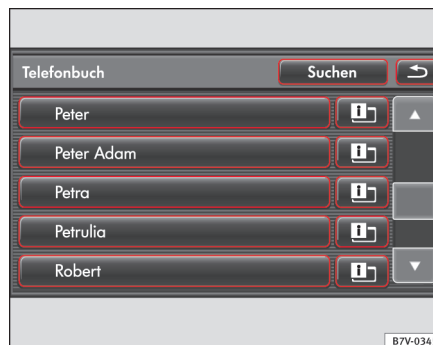 Telefonbuch Suchen
Peter
Peter Adam
Petra
Petrulia
Robert
B7V-034